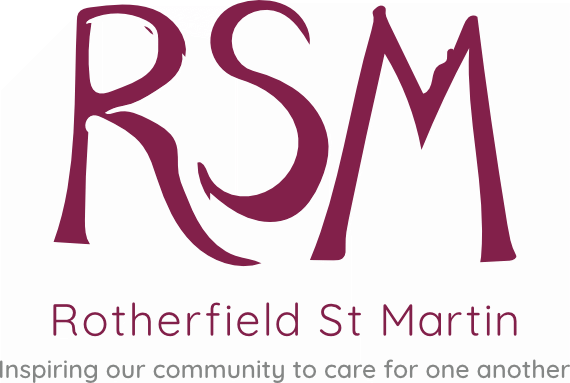 RSM
Rotherfield St Martin
Inspiring our community to care for one another